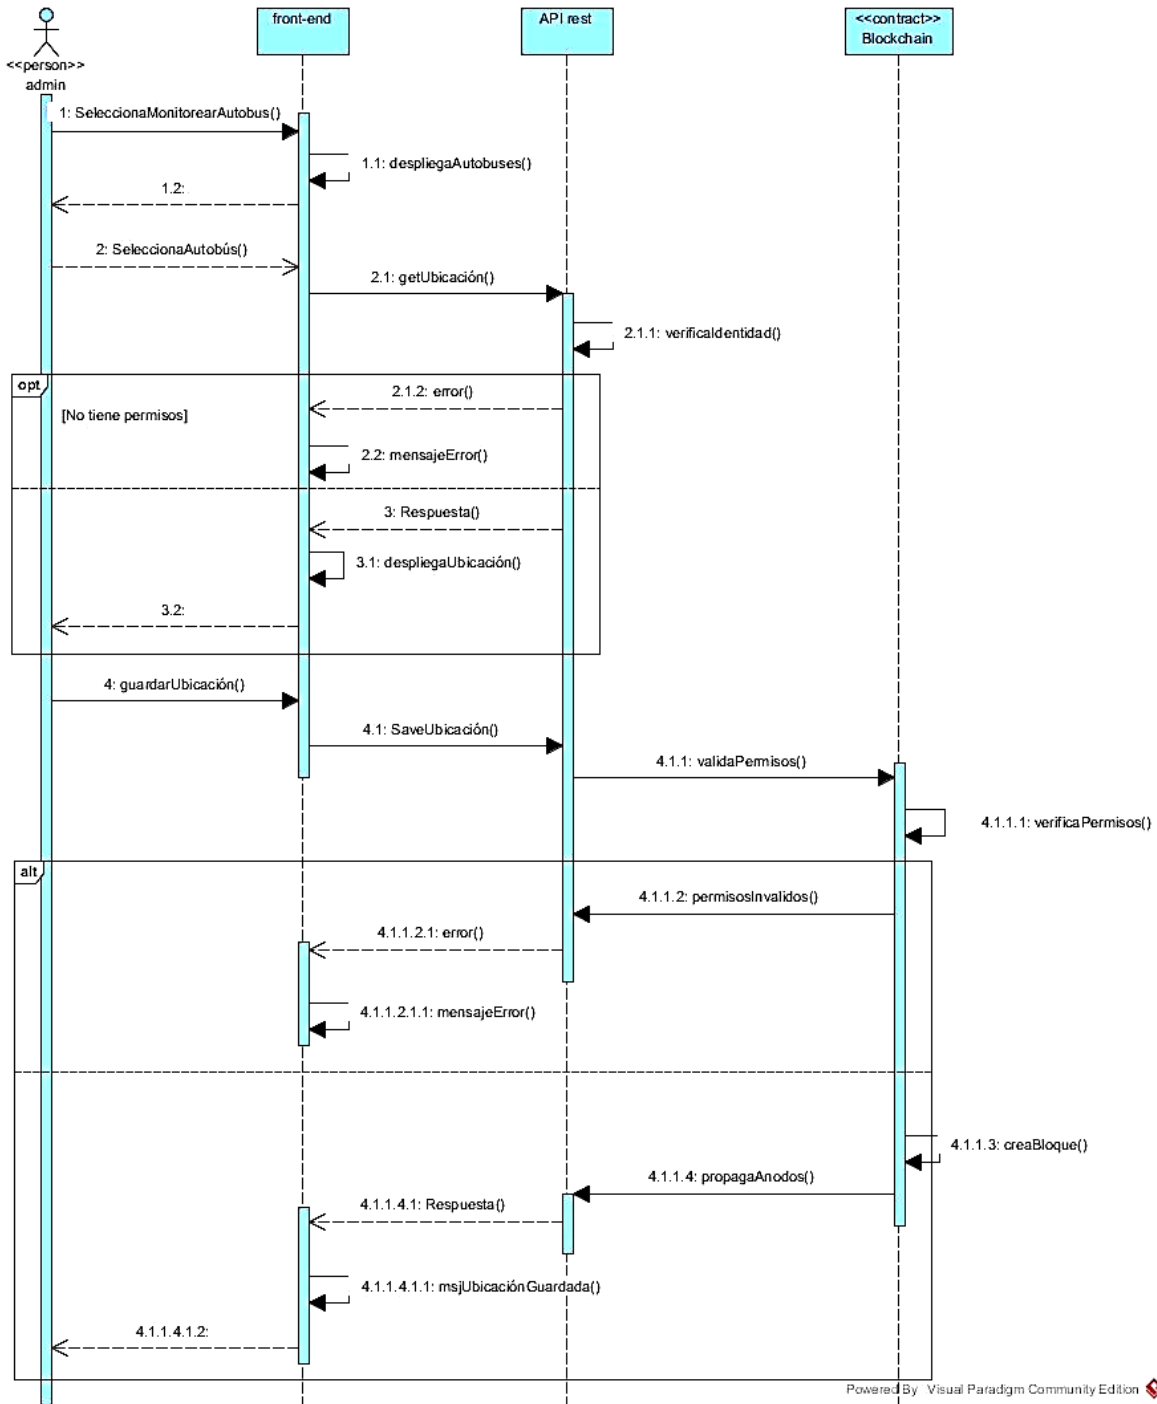 front-end
API rest
<<contract>>
Blockchain
<<person>>
admin
1: SeleccionaMonitorearAutobus()
1.1: despliegaAutobuses()
1.2:
2: SeleccionaAutobús()
2.1: getUbicación()
2.1.1: verificaIdentidad()
opt
2.1.2: error()
[No tiene permisos]
2.2: mensajeError()
3: Respuesta()
3.1: despliegaUbicación()
3.2:
4: guardarUbicación()
4.1: SaveUbicación()
4.1.1: validaPermisos()
4.1.1.1: verificaPermisos()
alt
4.1.1.2: permisosInvalidos()
4.1.1.2.1: error()
4.1.1.2.1.1: mensajeError()
4.1.1.3: creaBloque()
4.1.1.4: propagaAnodos()
4.1.1.4.1: Respuesta()
4.1.1.4.1.1: msjUbicaciónGuardada()
4.1.1.4.1.2:
Powered By Visual Paradigm Community Edition